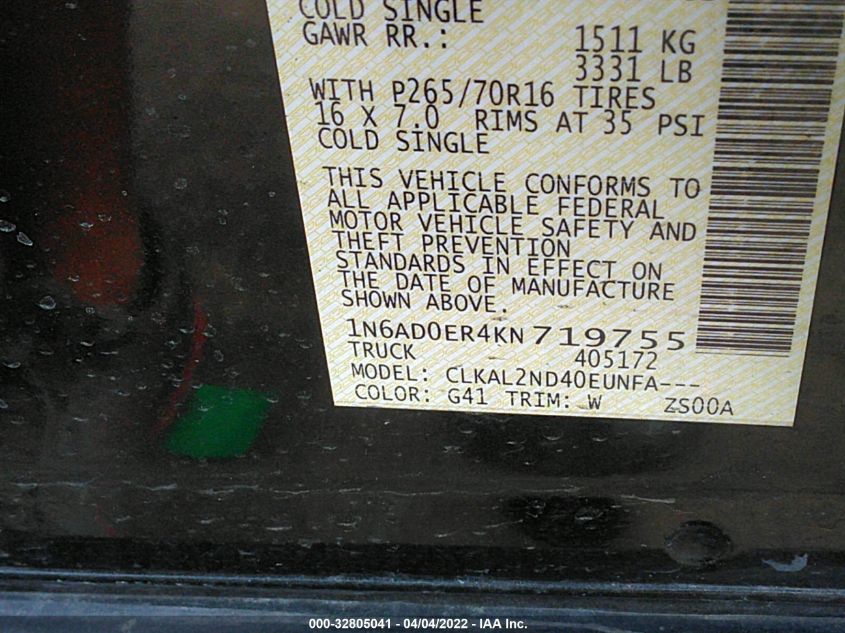 COLD SINGLE
GAWR RR.: 1511 KG
3331 LB
WITH P265/70R16 TIRES
16 X 7.0 RIMS AT 35 PSI
COLD SINGLE
THIS VEHICLE CONFORMS TO
ALL APPLICABLE FEDERAL
MOTOR VEHICLE SAFETY AND
THEFT PREVENTION
STANDARDS IN EFFECT ON
THE DATE OF MANUFACTURE
SHOWN ABOVE.
1N6AD0ER4KN719755
TRUCK 405172
MODEL: CLKAL2ND40EUNFA---
COLOR: G41 TRIM: W ZS00A
000-32805041 - 04/04/2022 - IAA Inc.